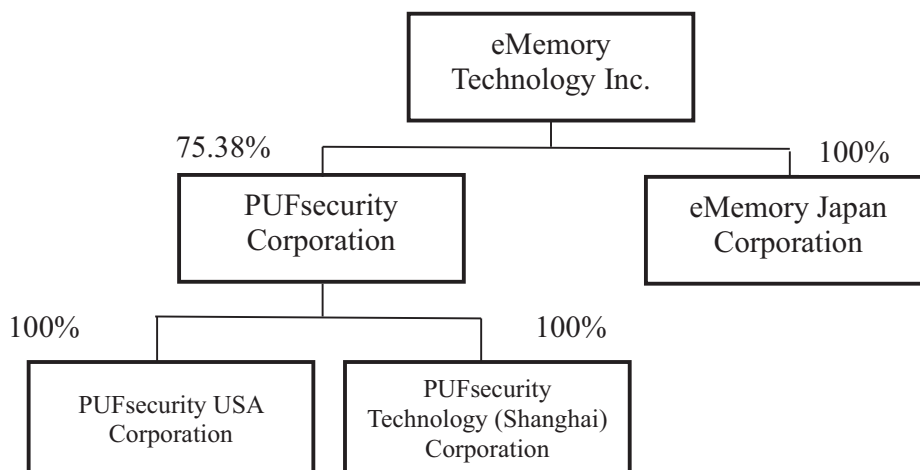 eMemory
Technology Inc.
75.38%
100%
PUFsecurity
Corporation
eMemory Japan
Corporation
100%
100%
PUFsecurity USA
Corporation
PUFsecurity
Technology (Shanghai)
Corporation